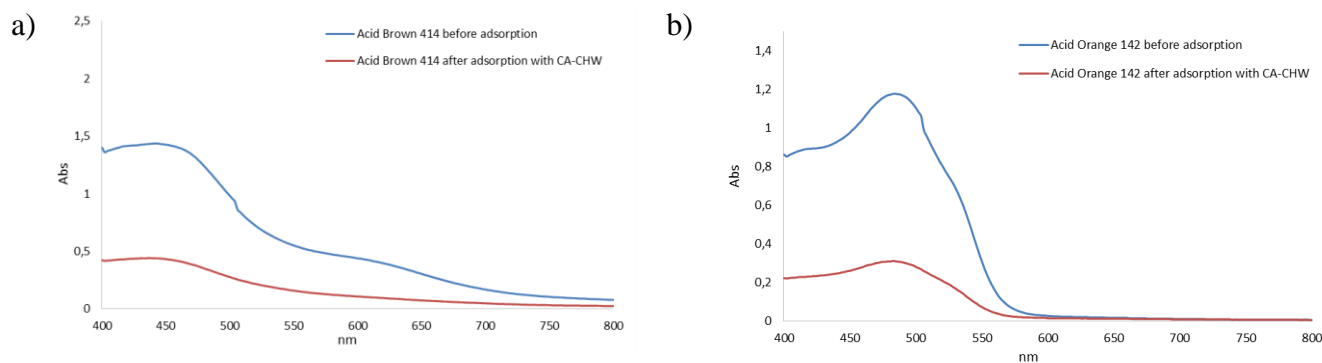 a)
Acid Brown 414 before adsorption
Acid Brown 414 after adsorption with CA-CHW
2,5
2
1,5
1
0,5
0
Abs
400 450 500 550 600 650 700 750 800
nm
b)
Acid Orange 142 before adsorption
Acid Orange 142 after adsorption with CA-CHW
1,4
1,2
1
0,8
0,6
0,4
0,2
0
Abs
400 450 500 550 600 650 700 750 800
nm